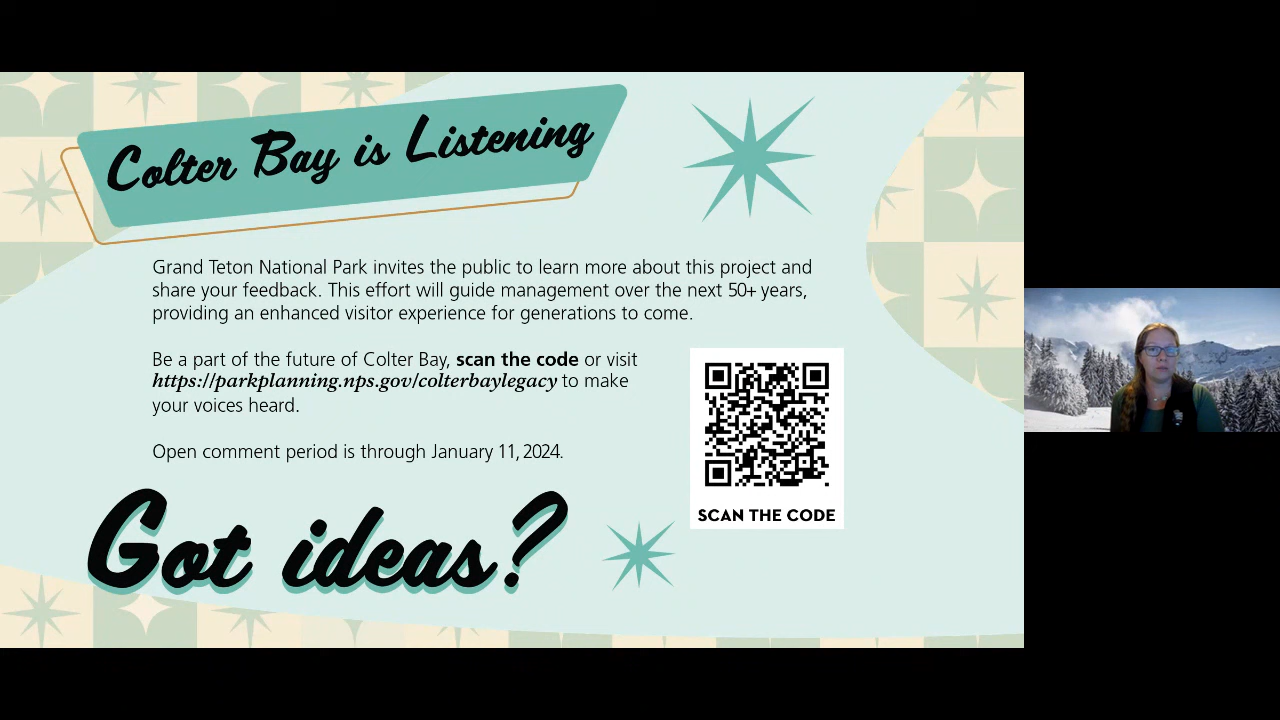 Colter Bay is Listening
Grand Teton National Park invites the public to learn more about this project and
share your feedback. This effort will guide management over the next 50+ years,
providing an enhanced visitor experience for generations to come.
Be a part of the future of Colter Bay, scan the code or visit
https://parkplanning.nps.gov/colterbaylegacy to make
your voices heard.
Open comment period is through January 11, 2024.
SCAN THE CODE
Got ideas?